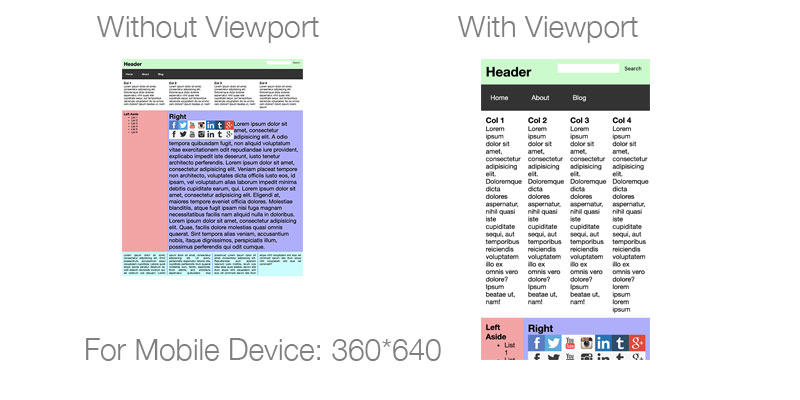 Without Viewport
With Viewport
Header
Search
Home About Blog
Col 1 Col 2 Col 3 Col 4
Left Aside
Right
Lorem ipsum dolor sit
amet, consectetur
adipisicing elit. A
tempora quibusdam fugit, non magnam quaerat
vitae exercitationem odit repudiandae iure provident,
explicabo impedit iste deserunt, iusto tenetur
architecto perferendis. Lorem ipsum dolor sit amet,
consectetur adipisicing elit. Veniam placeat tempore
non architecto, voluptates dicta officiis iusto ex, id
ipsam, vel voluptatum alias laborum impedit minima
debitis cupiditate earum, qui. Lorem ipsum dolor sit
amet, consectetur adipisicing elit. Eligendi at,
maiores tempore eveniet officia dolores. Molestiae
blanditiis, atque fugit ipsam nisi fuga magnam
necessitatibus facilis nam aliquid nulla in doloribus.
Lorem ipsum dolor sit amet, consectetur adipisicing
elit. Quae, facilis dolore molestias quasi omnis
quaerat. Sint tempora alias veniam, accusantium
nobis, itaque dignissimos, perspiciatis illum,
possimus perferendis qui odit cumque.
Header
Search
Home About Blog
Col 1
Lorem
ipsum
dolor sit
amet,
consectetur
adipisicing
elit.
Doloremque
dicta
dolores
aspernatur,
nihil quasi
iste
cupiditate
sequi, aut
temporibus
reiciendis
voluptatem
illo ex
omnis vero
dolore?
Ipsum
beatae ut,
nam!
Col 2
Lorem
ipsum
dolor sit
amet,
consectetur
adipisicing
elit.
Doloremque
dicta
dolores
aspernatur,
nihil quasi
iste
cupiditate
sequi, aut
temporibus
reiciendis
voluptatem
illo ex
omnis vero
dolore?
Ipsum
beatae ut,
nam!
Col 3
Lorem
ipsum
dolor sit
amet,
consectetur
adipisicing
elit.
Doloremque
dicta
dolores
aspernatur,
nihil quasi
iste
cupiditate
sequi, aut
temporibus
reiciendis
voluptatem
illo ex
omnis vero
dolore?
Ipsum
beatae ut,
nam!
Col 4
Lorem
ipsum
dolor sit
amet,
consectetur
adipisicing
elit.
Doloremque
dicta
dolores
aspernatur,
nihil quasi
iste
cupiditate
sequi, aut
temporibus
reiciendis
voluptatem
illo ex
omnis vero
dolore?
lorem
ipsum
Left
Aside
List
1
List
Right
For Mobile Device: 360*640